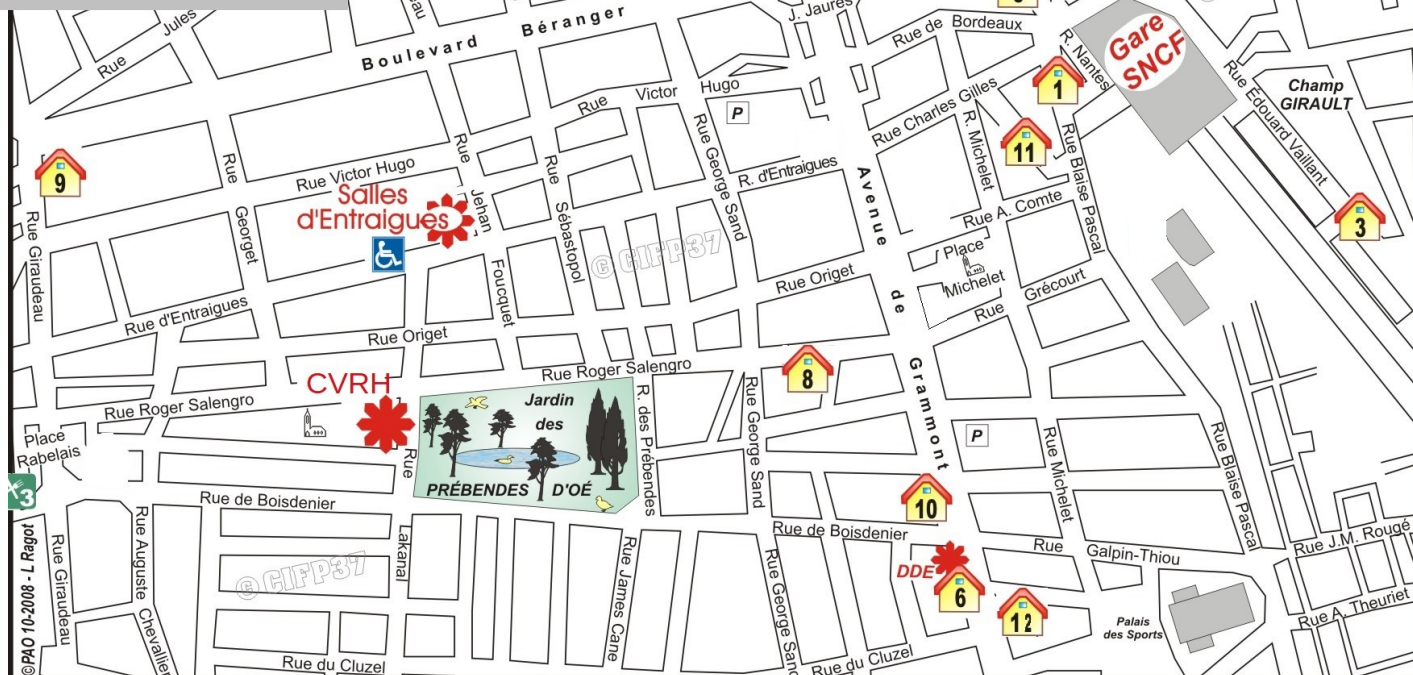 Jules
Rue
Boulevard Béranger
J. Jaurès
Rue de Bordeaux
R. Nantes
Gare
SNCF
Rue Édouard Vaillant
Champ
GIRAULT
1
11
3
9
Rue Victor Hugo
P
Rue Charles Gilles
R. Michelet
Rue Blaise Pascal
Rue George Sand
R. d'Entraigues
Avenue de Grammont
Rue A. Comte
Rue Victor Hugo
Rue Georget
Salles
d'Entraigues
Rue Jehan Foucquet
Rue Sébastopol
© CIFP37
Place
Michelet
Rue Giraudeau
Rue d'Entraigues
Rue Origet
Rue Origet
Rue Grécourt
Rue Roger Salengro
8
CVRH
Rue Roger Salengro
Jardin
des
PRÉBENDES D'OÉ
R. des Prébendes
Rue George Sand
P
Rue Michelet
Rue Blaise Pascal
Place
Rabelais
3
Rue Lakanal
Rue de Boisdenier
10
Rue de Boisdenier
Rue Galpin-Thiou
Rue J.M. Rougé
DDE
6
12
Rue A. Theuriet
Palais
des Sports
©PAO 10-2008 - L Ragot
Rue Giraudeau
Rue Auguste Chevallier
© CIFP37
Rue James Cane
Rue George Sand
Rue du Cluzel
Rue du Cluzel